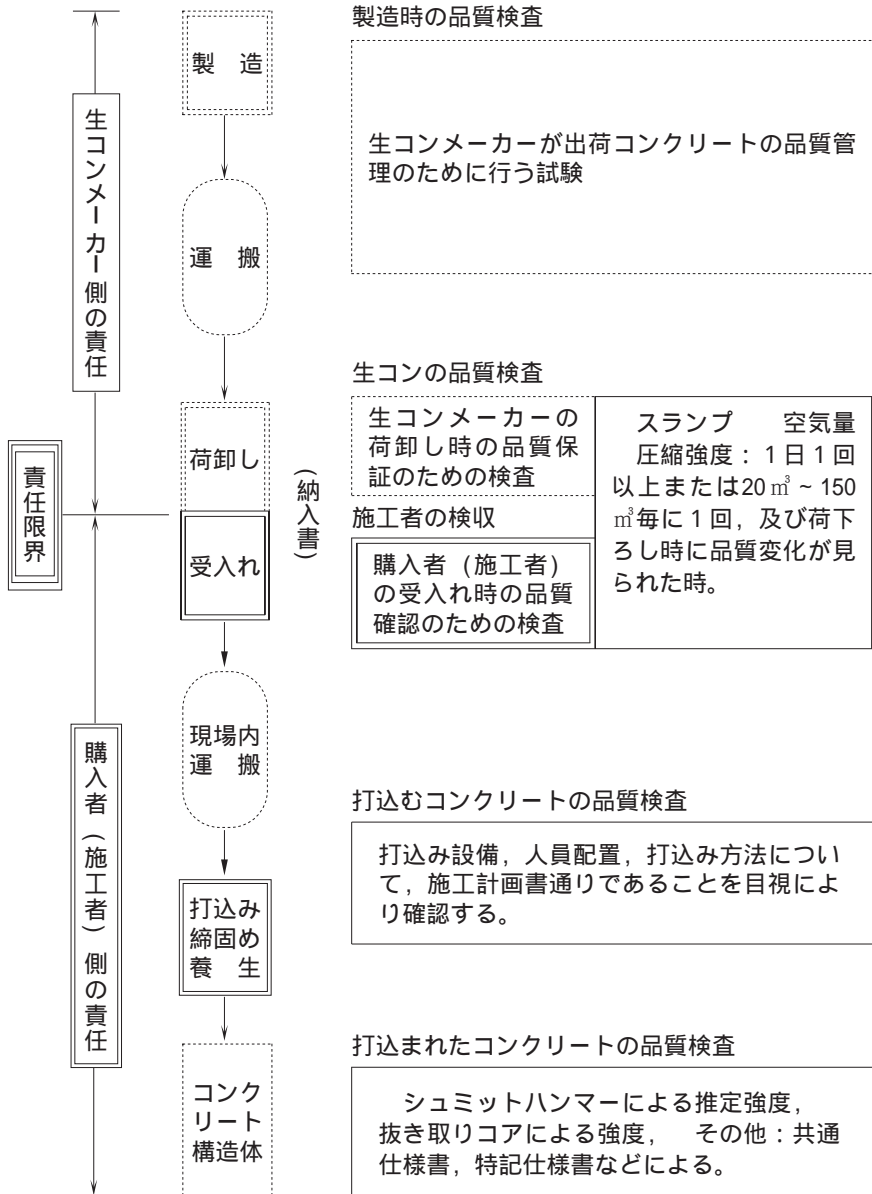 製造時の品質検査
製 造
生コンメーカーが出荷コンクリートの品質管
理のために行う試験
生コンメーカー側の責任
運 搬
生コンの品質検査
荷卸し
(納入書)
生コンメーカーの
荷卸し時の品質保
証のための検査
スランプ 空気量
圧縮強度:1日1回
以上または20㎥~150
㎥毎に1回,及び荷下
ろし時に品質変化が見
られた時。
責任限界
施工者の検収
受入れ
購入者(施工者)
の受入れ時の品質
確認のための検査
現場内
運 搬
購入者(施工者)側の責任
打込むコンクリートの品質検査
打込み設備,人員配置,打込み方法につい
て,施工計画書通りであることを目視によ
り確認する。
打込み
締固め
養 生
打込まれたコンクリートの品質検査
コンク
リート
構造体
シュミットハンマーによる推定強度,
抜き取りコアによる強度, その他:共通
仕様書,特記仕様書などによる。